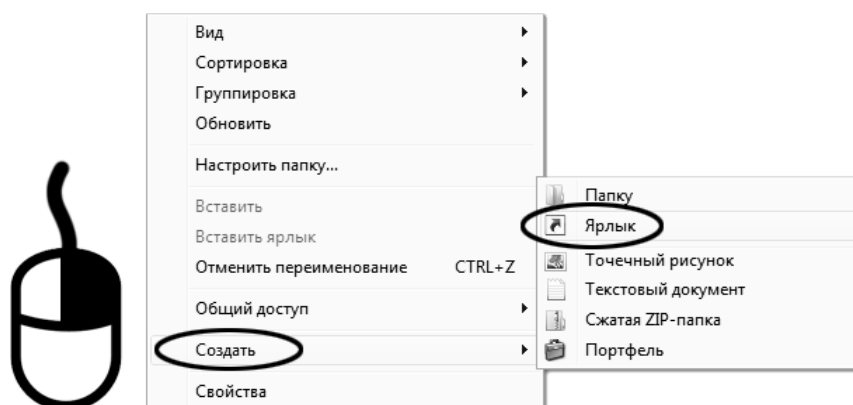 Вид
Сортировка
Группировка
Обновить
Настроить папку...
Вставить
Вставить ярлык
Отменить переименование CTRL+Z
Общий доступ
Создать
Свойства
Папку
Ярлык
Точечный рисунок
Текстовый документ
Сжатая ZIP-папка
Портфель